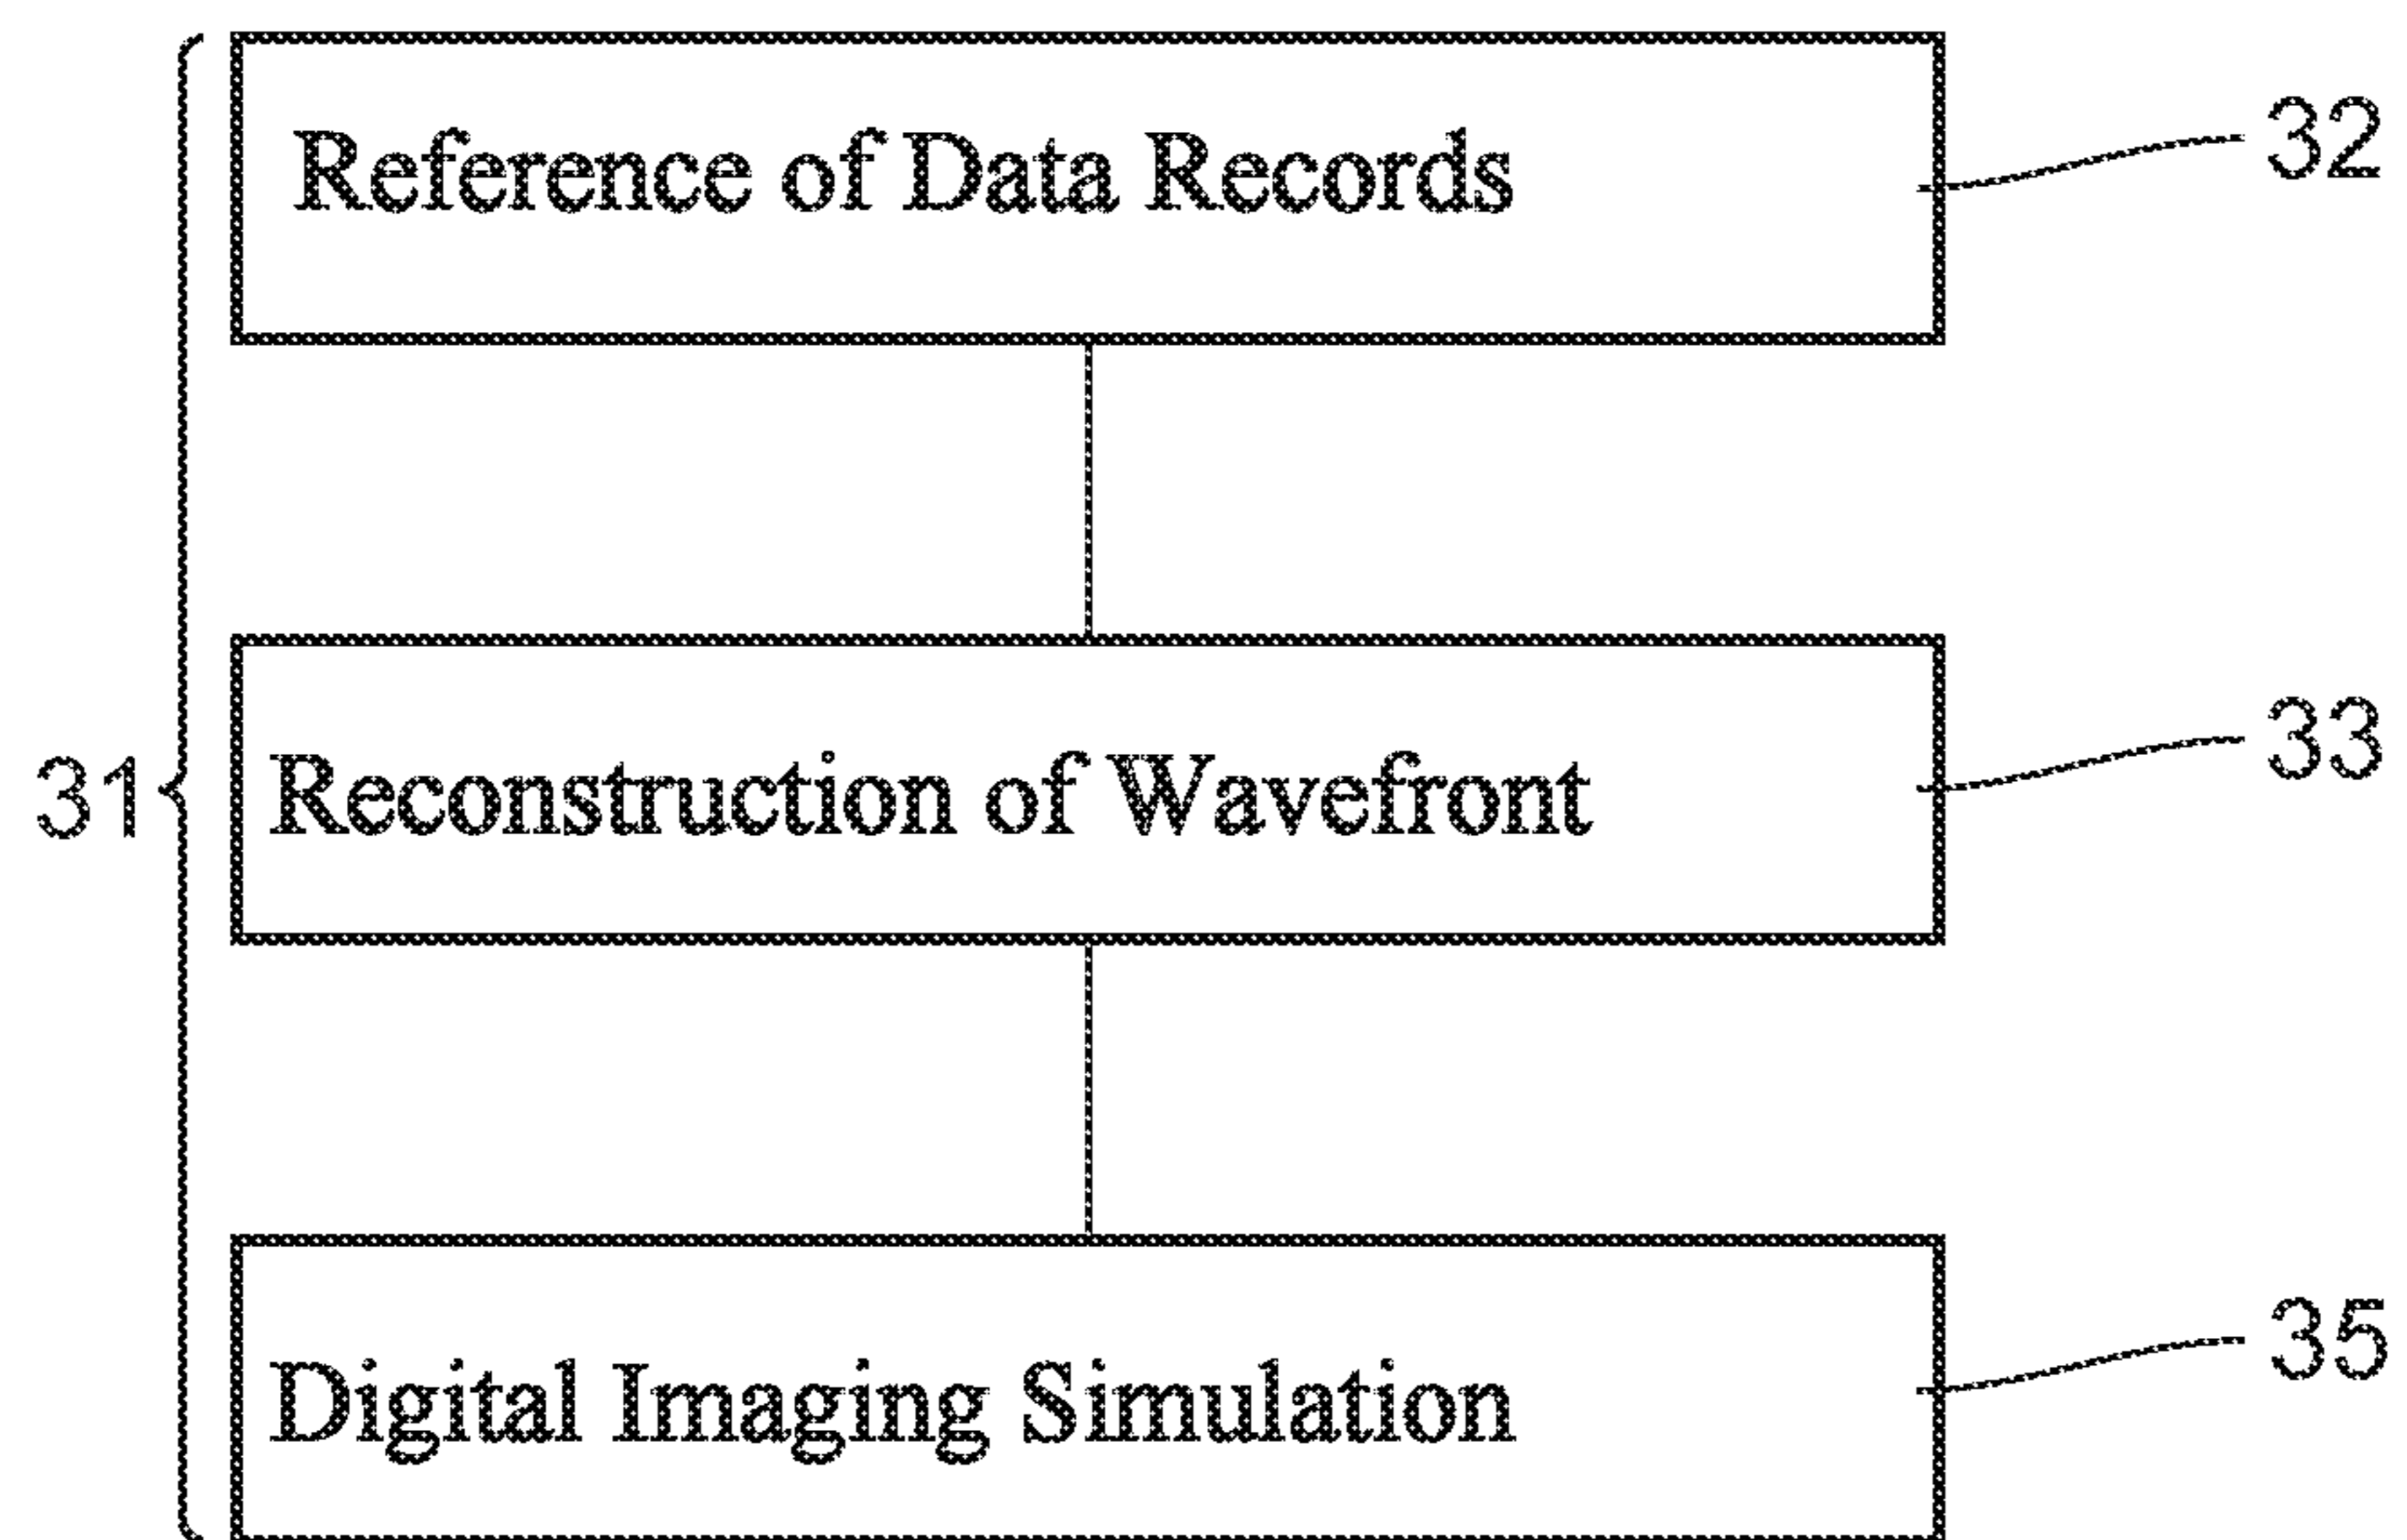 Reference of Data Records
32
31
Reconstruction of Wavefront
33
Digital Imaging Simulation
35